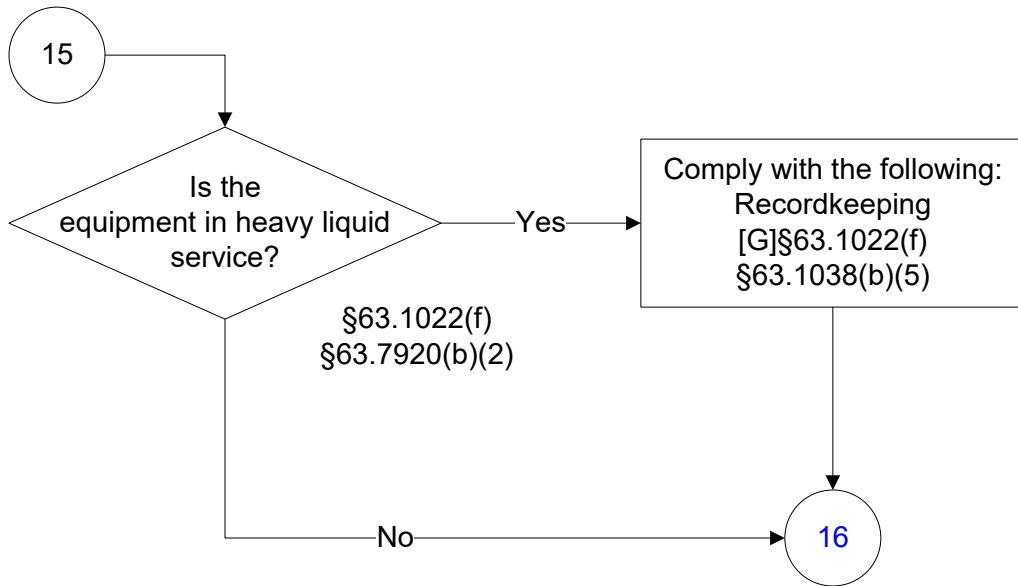 15
Is the
equipment in heavy liquid
service?
Yes
Comply with the following:
Recordkeeping
[G]§63.1022(f)
§63.1038(b)(5)
§63.1022(f)
§63.7920(b)(2)
No
16